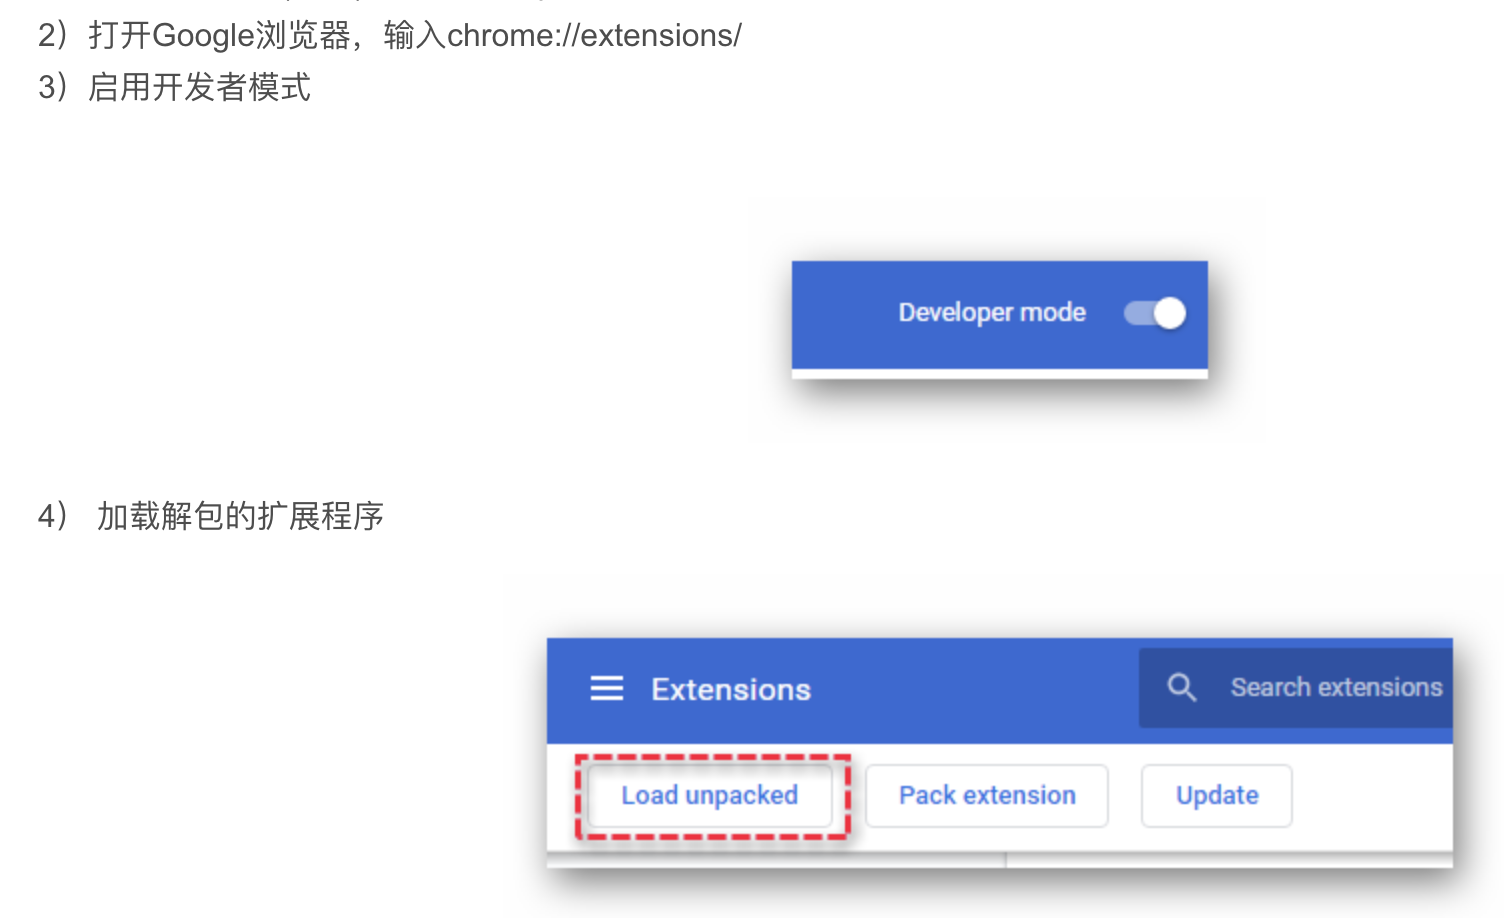 2）打开Google浏览器，输入chrome://extensions/
3）启用开发者模式
Developer mode
4） 加载解包的扩展程序
Extensions
Search extensions
Load unpacked
Pack extension
Update